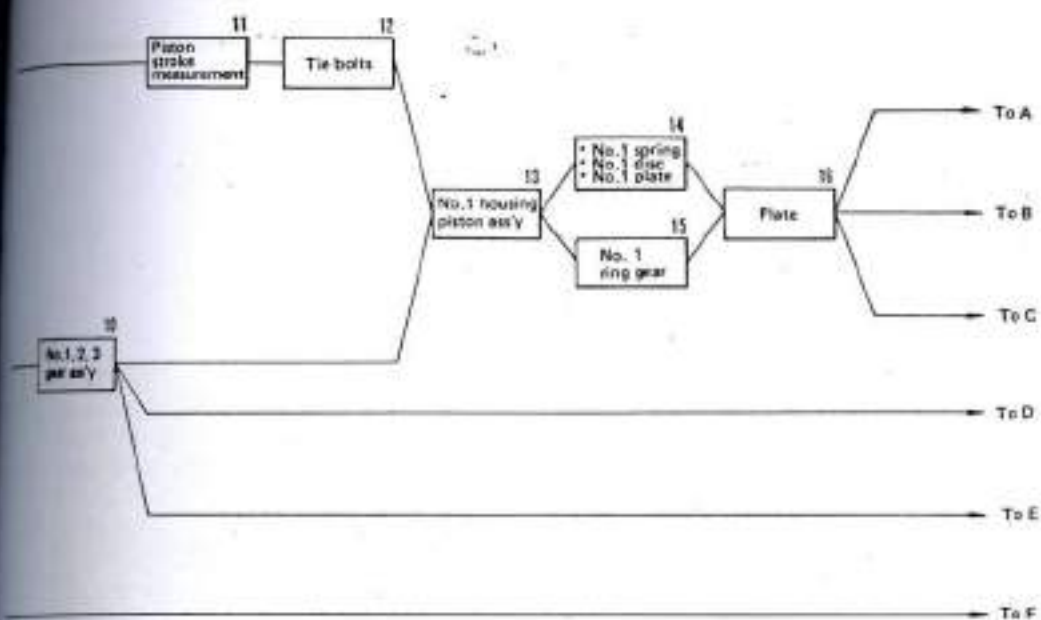 11
Piston
stroke
measurement
12
Tie bolts
13
No.1 housing
piston ass'y
14
• No.1 spring
• No.1 disc
• No.1 plate
15
No. 1
ring gear
16
Plate
To A
To B
To C
10
No.1, 2, 3
gear ass'y
To D
To E
To F